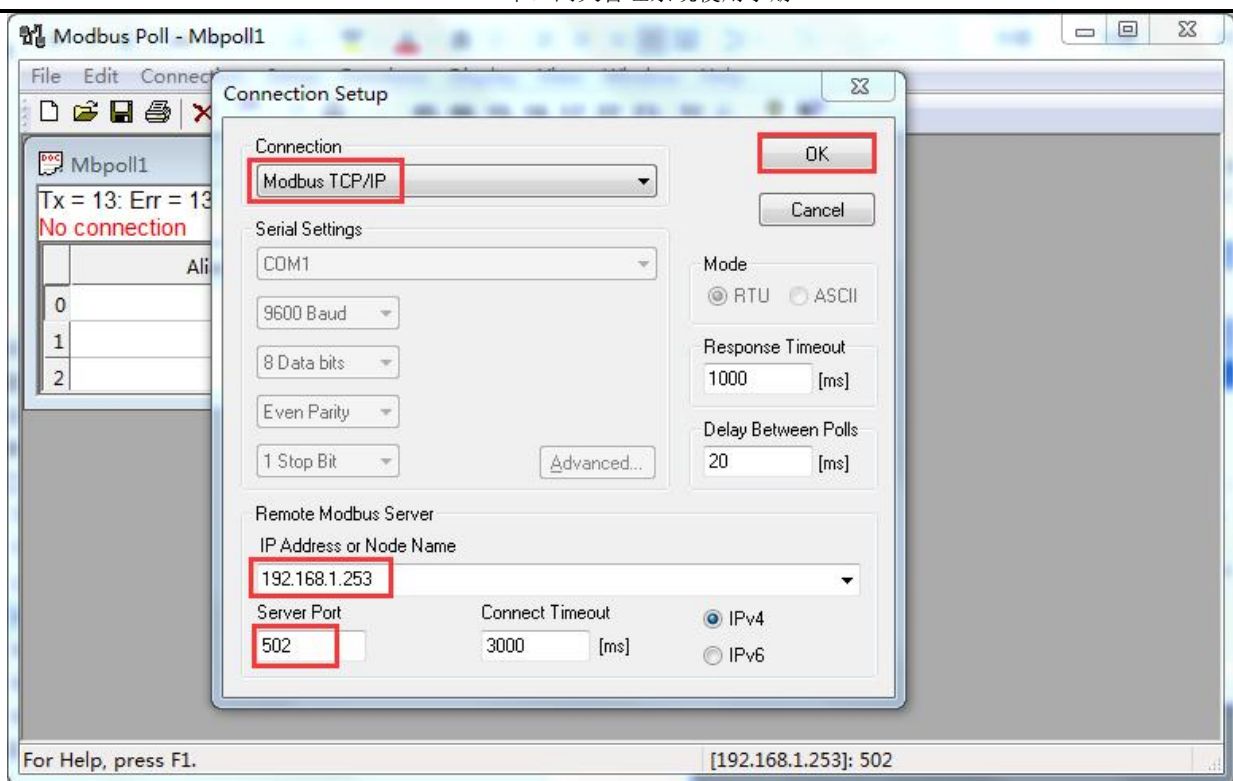 Modbus Poll - Mbpoll1
File Edit Connec
Connection Setup
Mbpoll1
Tx = 13: Err = 13
No connection
Ali
0
1
2
Connection
Modbus TCP/IP
OK
Cancel
Serial Settings
COM1
9600 Baud
8 Data bits
Even Parity
1 Stop Bit
Advanced...
Mode
RTU ASCII
Response Timeout
1000 [ms]
Delay Between Polls
20 [ms]
Remote Modbus Server
IP Address or Node Name
192.168.1.253
Server Port
502
Connect Timeout
3000 [ms]
IPv4
IPv6
For Help, press F1.
[192.168.1.253]: 502